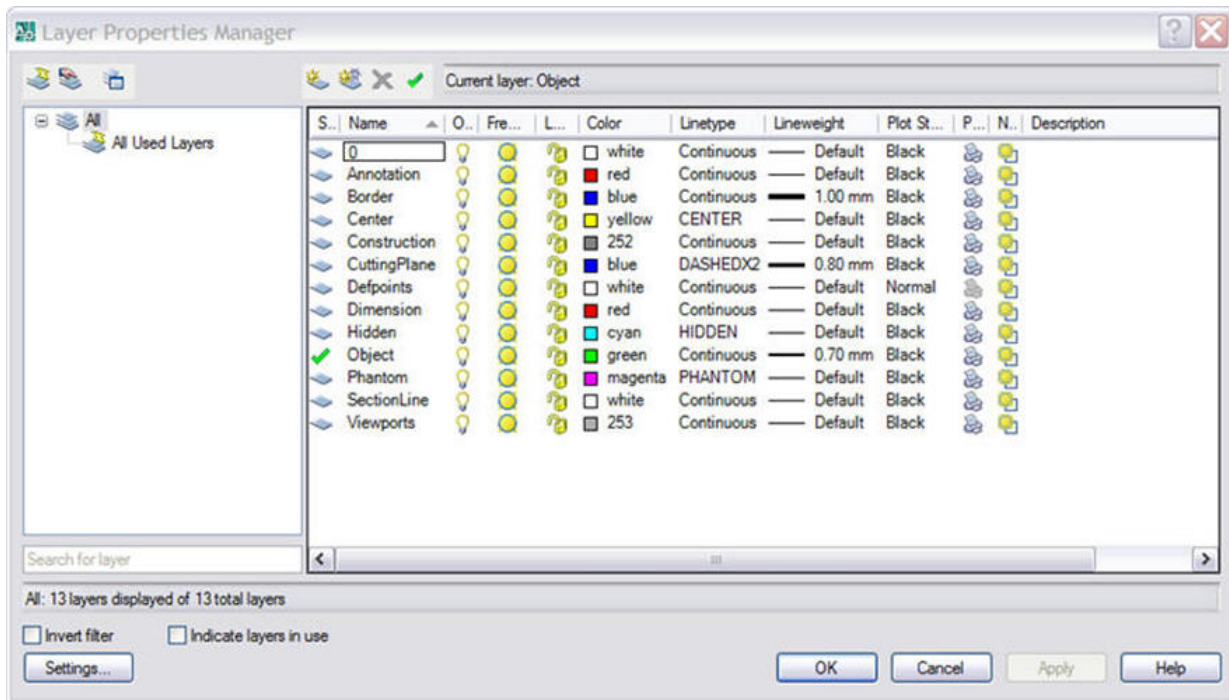 Layer Properties Manager
Current layer: Object
All
All Used Layers
S.. Name O.. Fre... L... Color Linetype Lineweight Plot St... P... N.. Description
0 white Continuous Default Black
Annotation red Continuous Default Black
Border blue Continuous 1.00 mm Black
Center yellow CENTER Default Black
Construction 252 Continuous Default Black
CuttingPlane blue DASHEDX2 0.80 mm Black
Defpoints white Continuous Default Normal
Dimension red Continuous Default Black
Hidden cyan HIDDEN Default Black
Object green Continuous 0.70 mm Black
Phantom magenta PHANTOM Default Black
SectionLine white Continuous Default Black
Viewports 253 Continuous Default Black
Search for layer
All: 13 layers displayed of 13 total layers
Invert filter Indicate layers in use
Settings... OK Cancel Apply Help